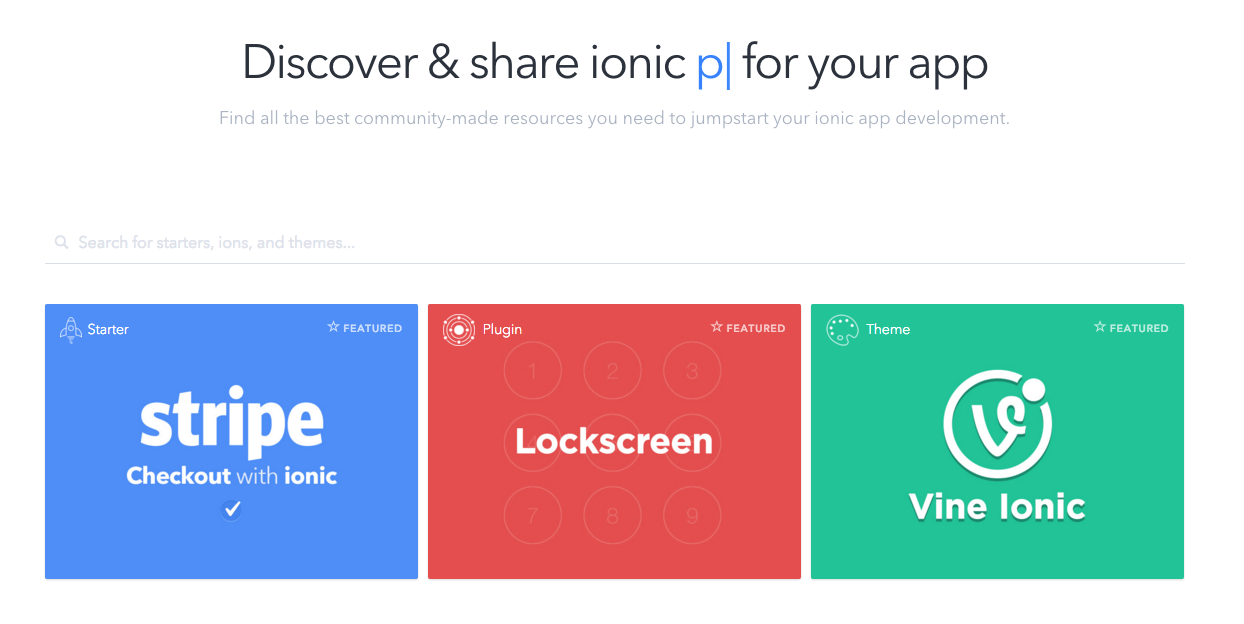 Discover & share ionic p| for your app
Find all the best community-made resources you need to jumpstart your ionic app development.
Search for starters, ions, and themes...
Starter
FEATURED
stripe
Checkout with ionic
Plugin
FEATURED
1 2 3
Lockscreen
7 8 9
Theme
FEATURED
Vine Ionic